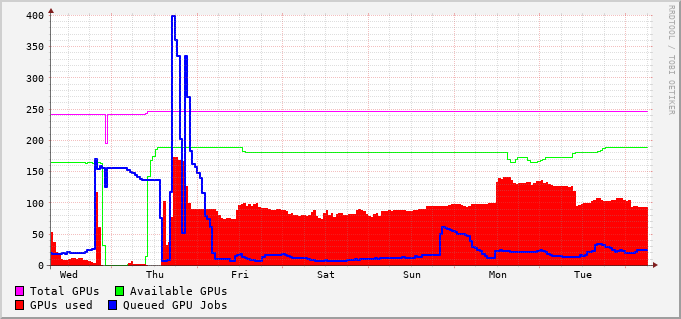 400
350
300
250
200
150
100
50
0
Wed Thu Fri Sat Sun Mon Tue
Total GPUs Available GPUs
GPUs used Queued GPU Jobs
RRDTOOL / TOBI OETIKER